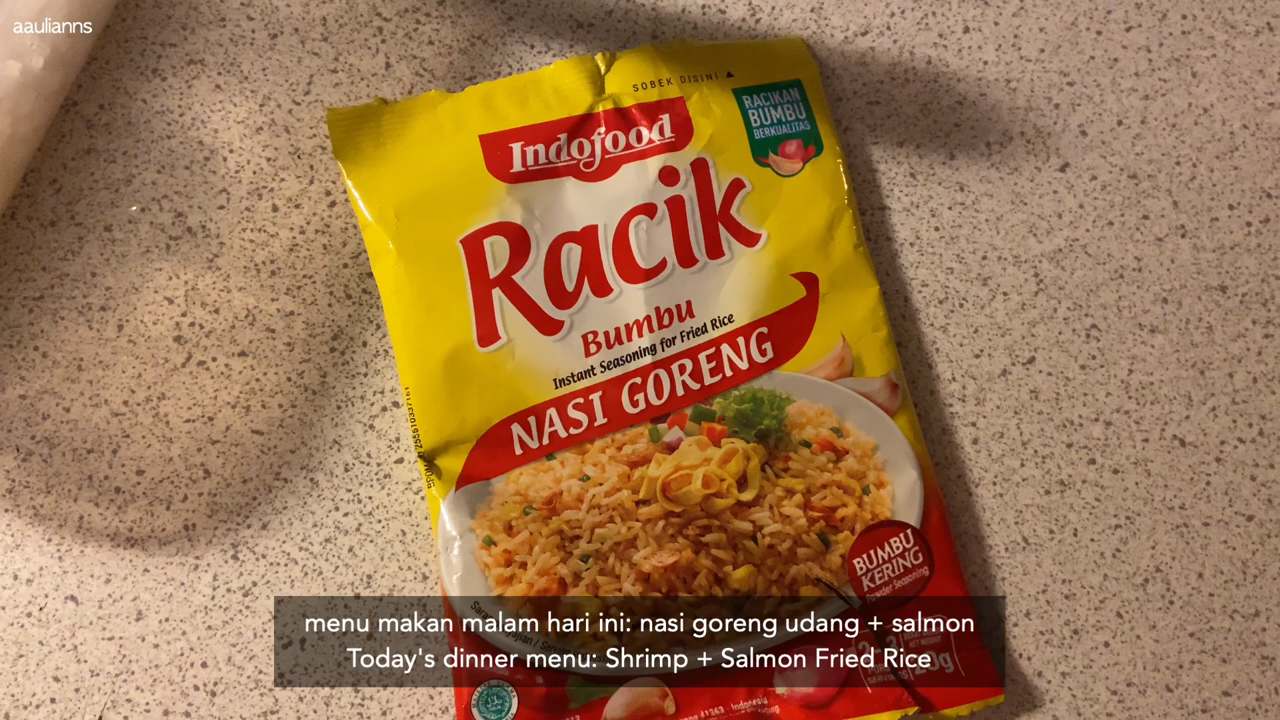 aaulianns
SOBEK DISINI ▲
RACIKAN
BUMBU
BERKUALITAS
Indofood
Racik
Bumbu
Instant Seasoning for Fried Rice
NASI GORENG
BUMBU
KERING
Powder Seasoning
menu makan malam hari ini: nasi goreng udang + salmon
Today's dinner menu: Shrimp + Salmon Fried Rice